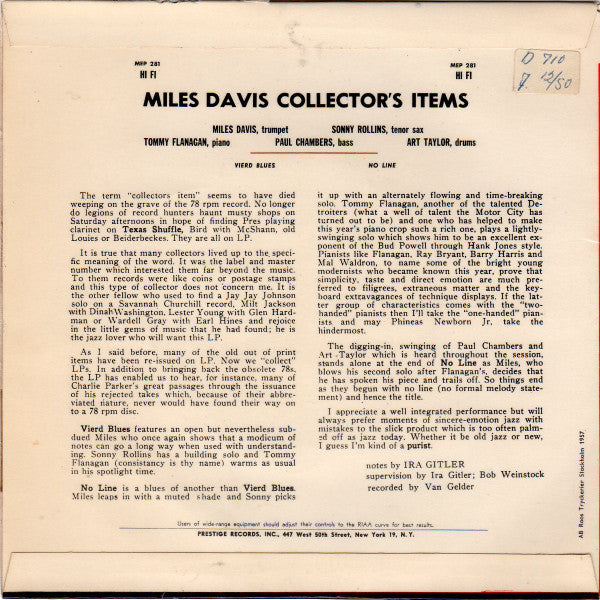 MEP 281
HI FI
MEP 281
HI FI
D 710
7. 12/50
MILES DAVIS COLLECTOR'S ITEMS
MILES DAVIS, trumpet SONNY ROLLINS, tenor sax
TOMMY FLANAGAN, piano PAUL CHAMBERS, bass ART TAYLOR, drums
VIERD BLUES NO LINE
The term "collectors item" seems to have died
weeping on the grave of the 78 rpm record. No longer
do legions of record hunters haunt musty shops on
Saturday afternoons in hope of finding Pres playing
clarinet on Texas Shuffle, Bird with McShann, old
Louies or Beiderbeckes. They are all on LP.
It is true that many collectors lived up to the spe-
cific meaning of the word. It was the label and master
number which interested them far beyond the music.
To them records were like coins or postage stamps
and this type of collector does not concern me. It is
the other fellow who used to find a Jay Jay Johnson
solo on a Savannah Churchill record, Milt Jackson
with Dinah Washington, Lester Young with Glen Hard-
man or Wardell Gray with Earl Hines and rejoice
in the little gems of music that he had found; he is
the jazz lover who will want this LP.
As I said before, many of the old out of print
items have been re-issued on LP. Now we "collect"
LPs. In addition to bringing back the obsolete 78s,
the LP has enabled us to hear, for instance, many of
Charlie Parker's great passages through the issuance
of his rejected takes which, because of their abbre-
viated nature, never would have found their way on
to a 78 rpm disc.
Vierd Blues features an open but nevertheless sub-
dued Miles who once again shows that a modicum of
notes can go a long way when used with understand-
ing. Sonny Rollins has a building solo and Tommy
Flanagan (consistancy is thy name) warms as usual
in his spotlight time.
No Line is a blues of another than Vierd Blues.
Miles leaps in with a muted shade and Sonny picks
it up with an alternately flowing and time-breaking
solo. Tommy Flanagan, another of the talented De-
troiters (what a well of talent the Motor City has
turned out to be) and one who has helped to make
this year's piano crop such a rich one, plays a lightly-
swinging solo which shows him to be an excellent ex-
ponent of the Bud Powell through Hank Jones style.
Pianists like Flanagan, Ray Bryant, Barry Harris and
Mal Waldron, to name some of the bright young
modernists who became known this year, prove that
simplicity, taste and direct emotion are much pre-
ferred to filigrees, extraneous matter and the key-
board extravagances of technique displays. If the lat-
ter group of characteristics comes with the "two-
handed" pianists then I'll take the "one-handed" pian-
ists and may Phineas Newborn Jr, take the
hindermost.
The digging-in, swinging of Paul Chambers and
Art Taylor which is heard throughout the session,
stands alone at the end of No Line as Miles, who
blows his second solo after Flanagan's, decides that
he has spoken his piece and trails off. So things end
as they begun with no line (no formal melody state-
ment) and hence the title.
I appreciate a well integrated performance but will
always prefer moments of sincere-emotion jazz with
mistakes to the slick product which is too often palm-
ed off as jazz today. Whether it be old jazz or new,
I guess I'm kind of a purist.
notes by IRA GITLER
supervision by Ira Gitler; Bob Weinstock
recorded by Van Gelder
AB Roos Tryckerier Stockholm 1957.
Users of wide-range equipment should adjust their controls to the RIAA curve for best results.
PRESTIGE RECORDS, INC., 447 West 50th Street, New York 19, N. Y.